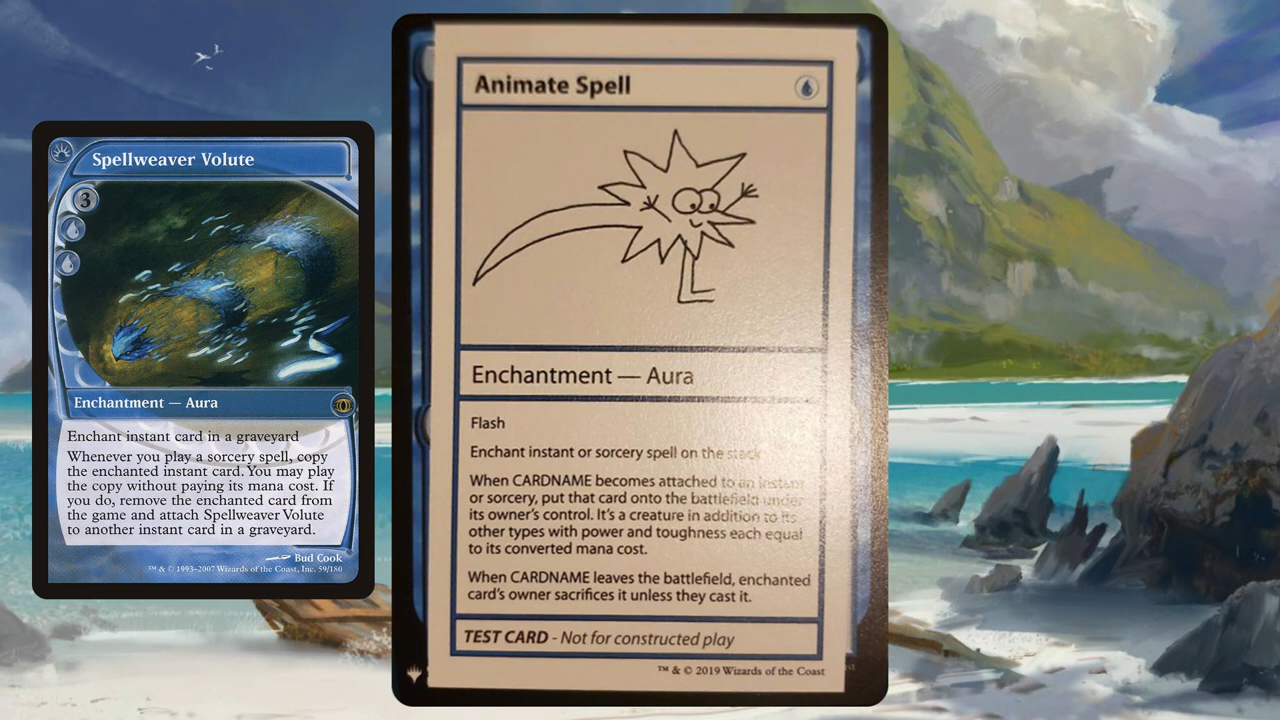 Spellweaver Volute
3
Enchantment — Aura
Enchant instant card in a graveyard
Whenever you play a sorcery spell, copy
the enchanted instant card. You may play
the copy without paying its mana cost. If
you do, remove the enchanted card from
the game and attach Spellweaver Volute
to another instant card in a graveyard.
Bud Cook
™ & © 1993–2007 Wizards of the Coast, Inc. 59/180
Animate Spell
Enchantment — Aura
Flash
Enchant instant or sorcery spell on the stack
When CARDNAME becomes attached to an instant
or sorcery, put that card onto the battlefield under
its owner's control. It's a creature in addition to its
other types with power and toughness each equal
to its converted mana cost.
When CARDNAME leaves the battlefield, enchanted
card's owner sacrifices it unless they cast it.
TEST CARD - Not for constructed play
™ & © 2019 Wizards of the Coast